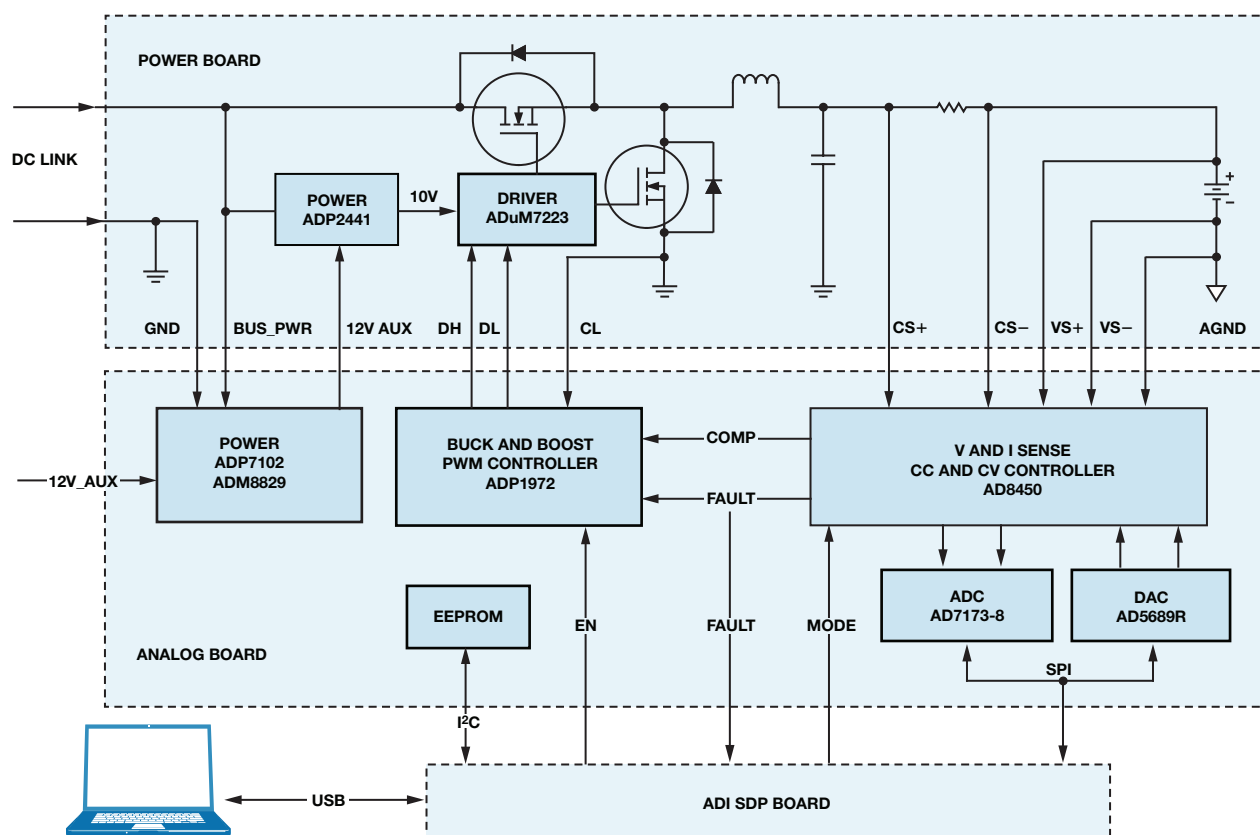 POWER BOARD
DC LINK
POWER
ADP2441
10V
DRIVER
ADuM7223
+
−
GND
BUS_PWR
12V AUX
DH
DL
CL
CS+
CS−
VS+
VS−
AGND
POWER
ADP7102
ADM8829
BUCK AND BOOST
PWM CONTROLLER
ADP1972
COMP
FAULT
V AND I SENSE
CC AND CV CONTROLLER
AD8450
12V_AUX
EEPROM
EN
FAULT
MODE
ADC
AD7173-8
DAC
AD5689R
ANALOG BOARD
SPI
I²C
USB
ADI SDP BOARD